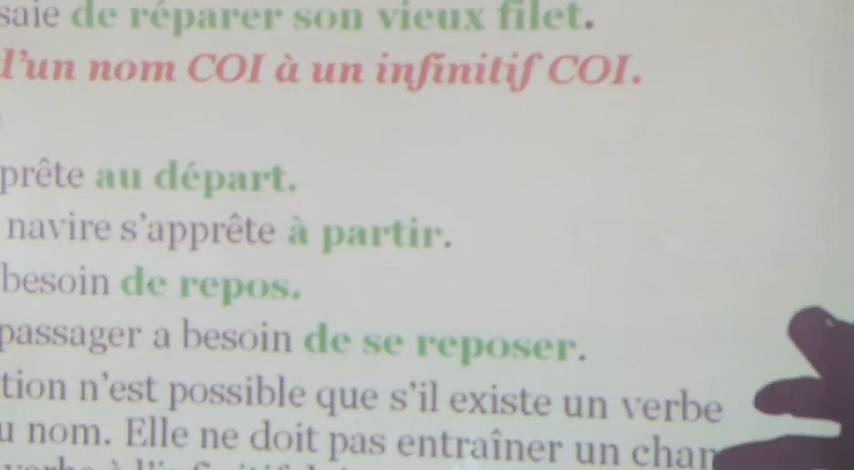 saie de réparer son vieux filet.
l'un nom COI à un infinitif COI.
prête au départ.
navire s'apprête à partir.
besoin de repos.
passager a besoin de se reposer.
tion n'est possible que s'il existe un verbe
u nom. Elle ne doit pas entraîner un chan